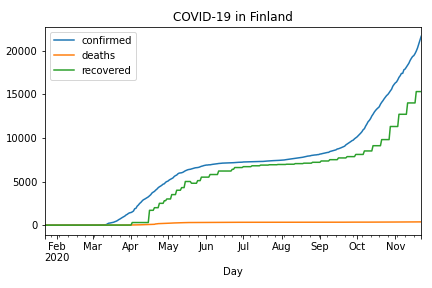 COVID-19 in Finland
confirmed
deaths
recovered
20000
15000
10000
5000
0
Feb Mar Apr May Jun Jul Aug Sep Oct Nov
2020
Day